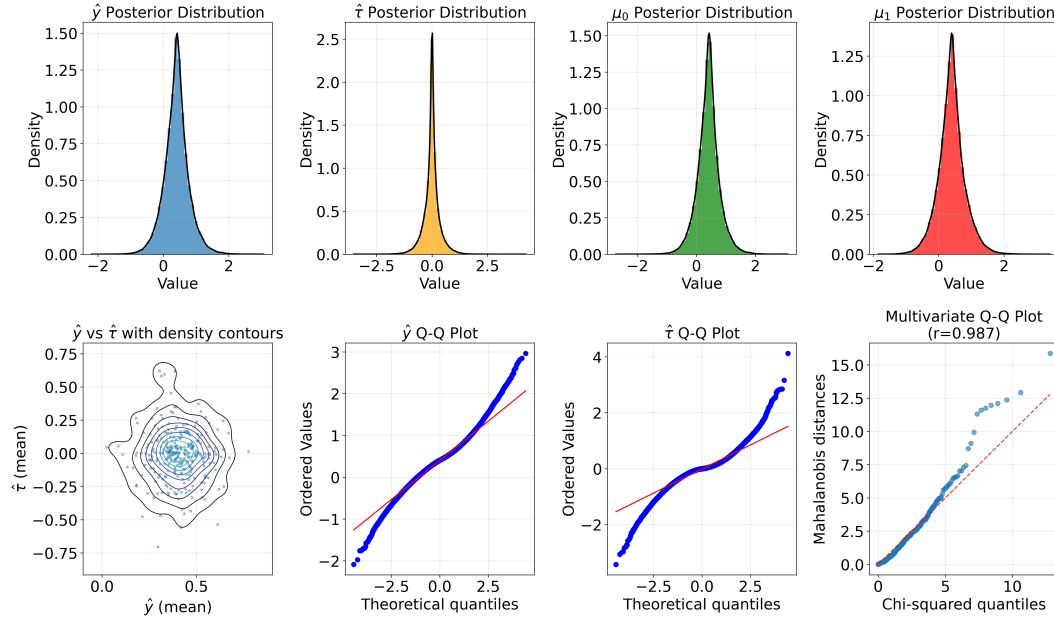 ŷ Posterior Distribution
τ̂ Posterior Distribution
μ₀ Posterior Distribution
μ₁ Posterior Distribution
Density
1.50
1.25
1.00
0.75
0.50
0.25
0.00
−2
0
2
Value
Density
2.5
2.0
1.5
1.0
0.5
0.0
−2.5
0.0
2.5
Value
Density
1.50
1.25
1.00
0.75
0.50
0.25
0.00
−2
0
2
Value
Density
1.25
1.00
0.75
0.50
0.25
0.00
−2
0
2
Value
ŷ vs τ̂ with density contours
τ̂ (mean)
0.75
0.50
0.25
0.00
−0.25
−0.50
−0.75
0.0
0.5
ŷ (mean)
ŷ Q-Q Plot
Ordered Values
3
2
1
0
−1
−2
−2.5
0.0
2.5
Theoretical quantiles
τ̂ Q-Q Plot
Ordered Values
4
2
0
−2
−2.5
0.0
2.5
Theoretical quantiles
Multivariate Q-Q Plot
(r=0.987)
Mahalanobis distances
15.0
12.5
10.0
7.5
5.0
2.5
0.0
0
5
10
Chi-squared quantiles